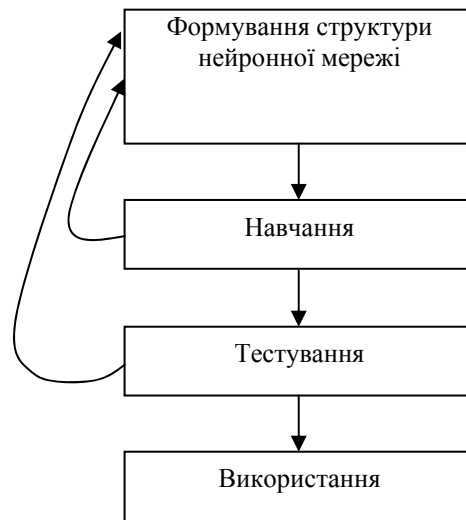 Формування структури
нейронної мережі
Навчання
Тестування
Використання